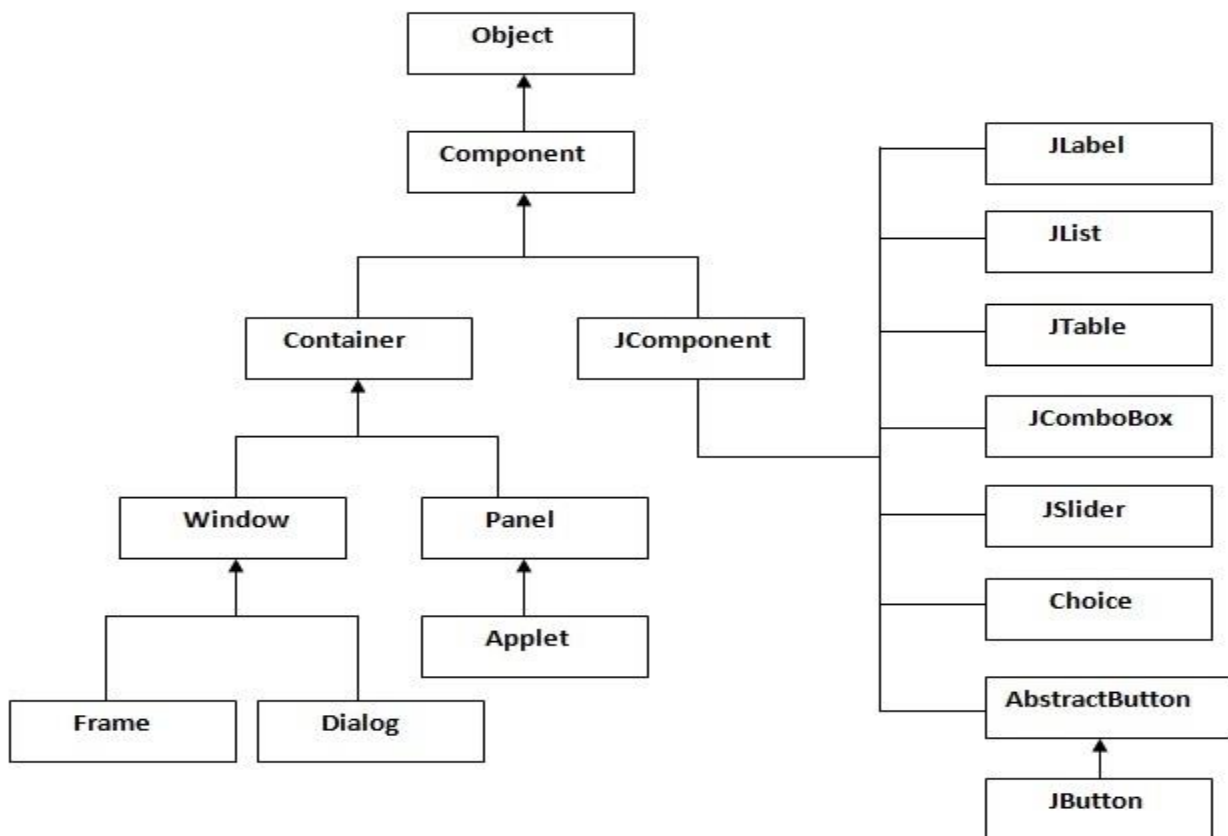 Object
Component
Container
JComponent
Window
Panel
Applet
Frame
Dialog
JLabel
JList
JTable
JComboBox
JSlider
Choice
AbstractButton
JButton